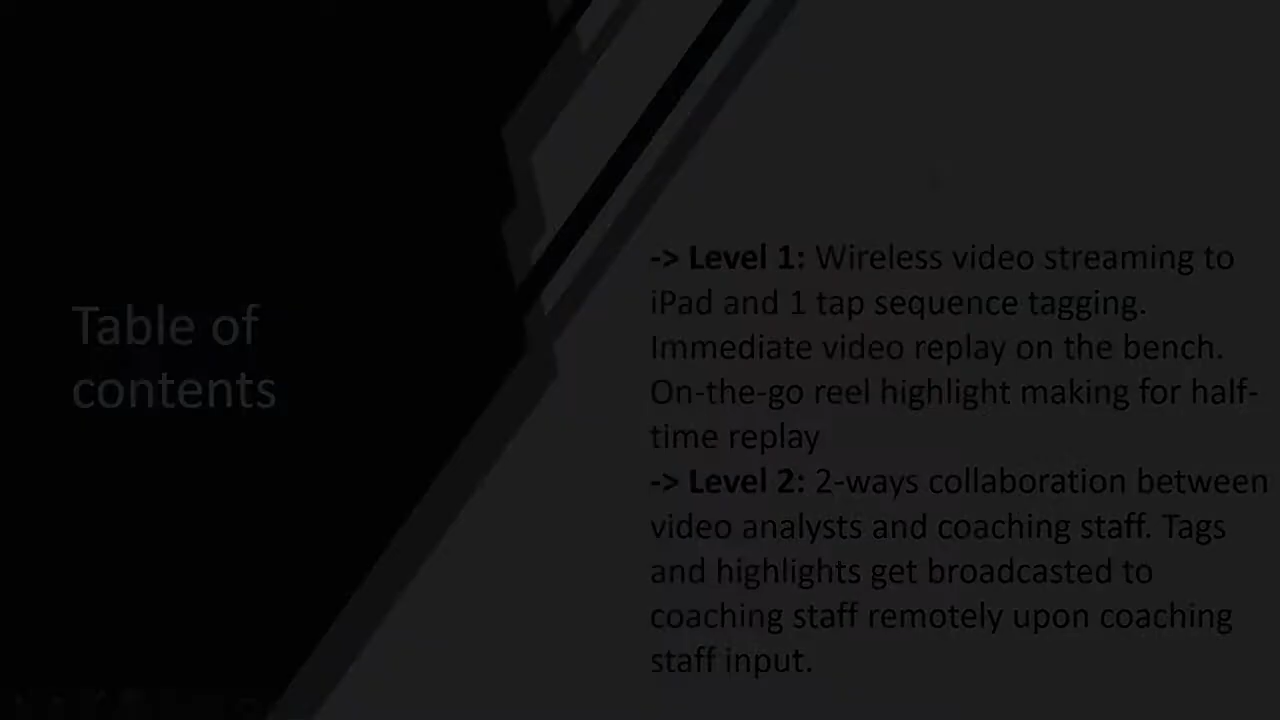 Table of
contents
-> Level 1: Wireless video streaming to
iPad and 1 tap sequence tagging.
Immediate video replay on the bench.
On-the-go reel highlight making for half-
time replay
-> Level 2: 2-ways collaboration between
video analysts and coaching staff. Tags
and highlights get broadcasted to
coaching staff remotely upon coaching
staff input.